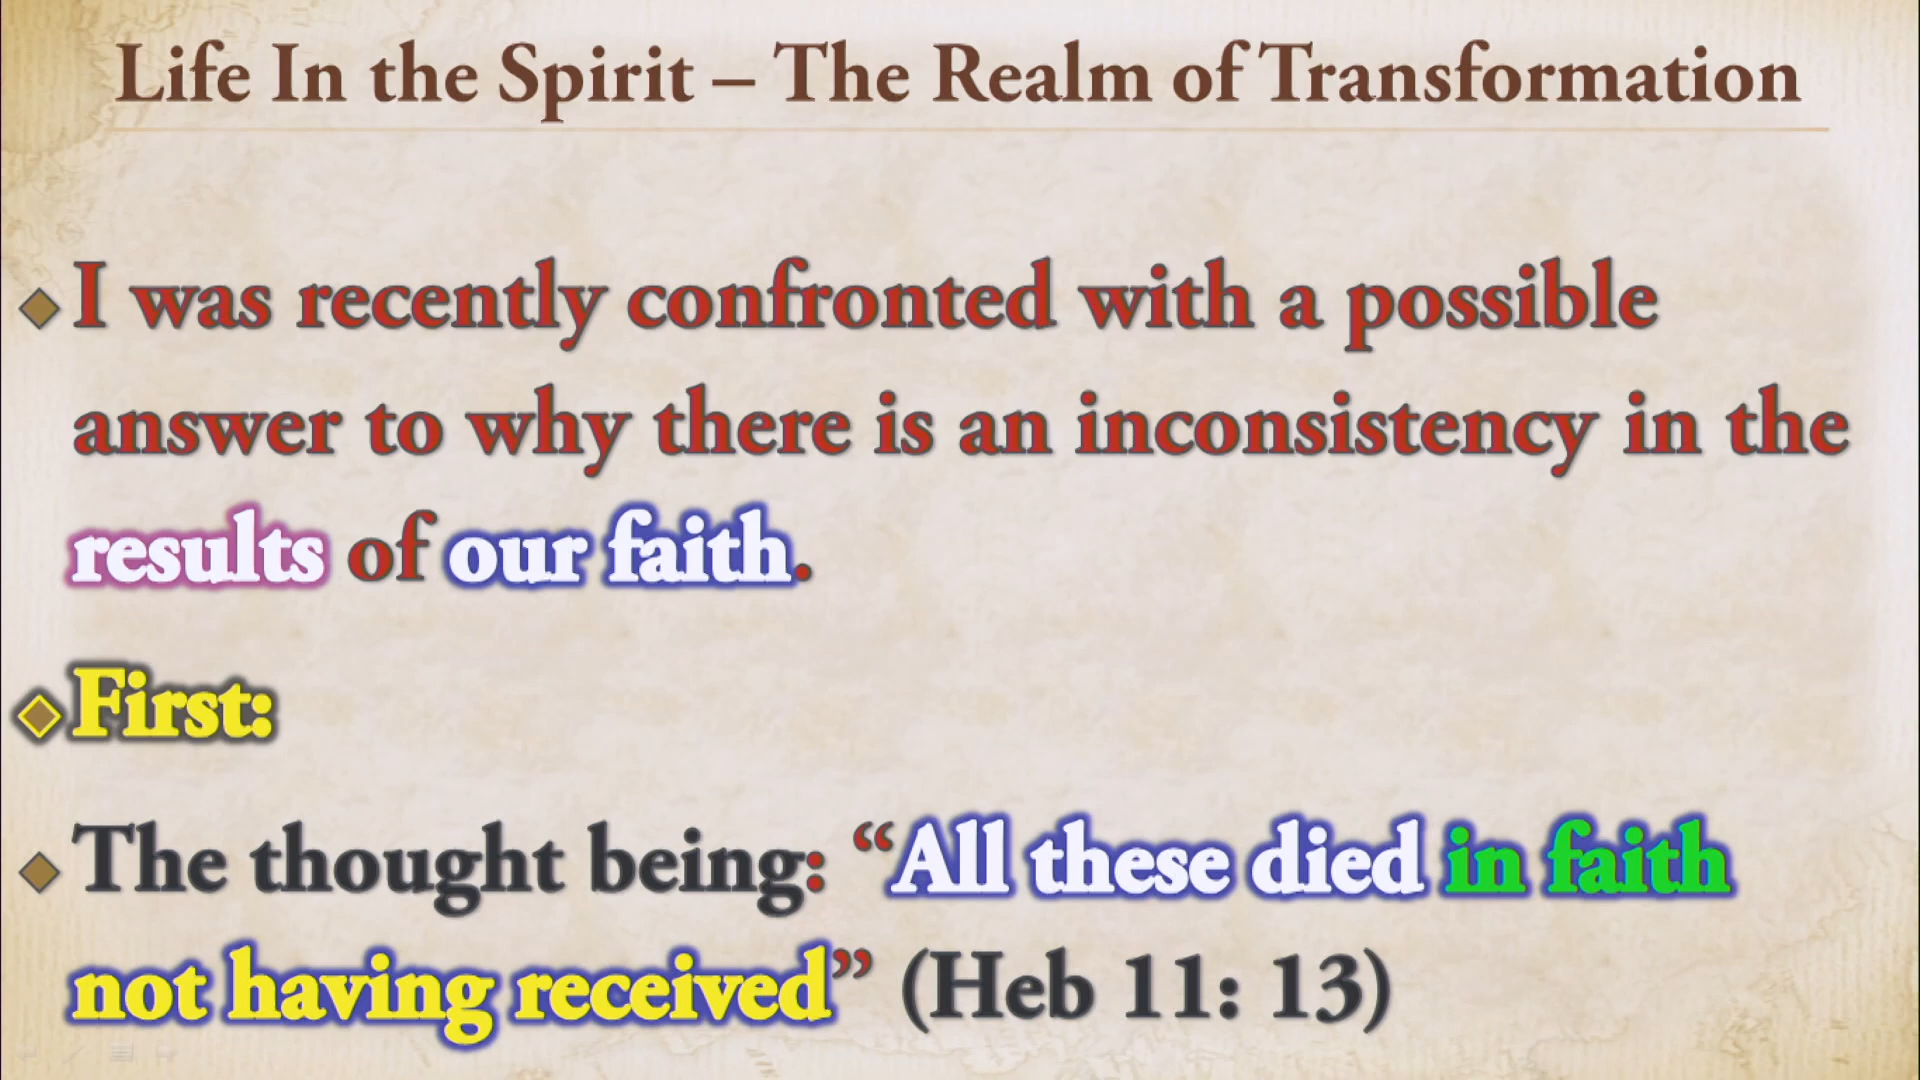 Life In the Spirit – The Realm of Transformation
I was recently confronted with a possible
answer to why there is an inconsistency in the
results of our faith.
First:
The thought being: “All these died in faith
not having received” (Heb 11: 13)